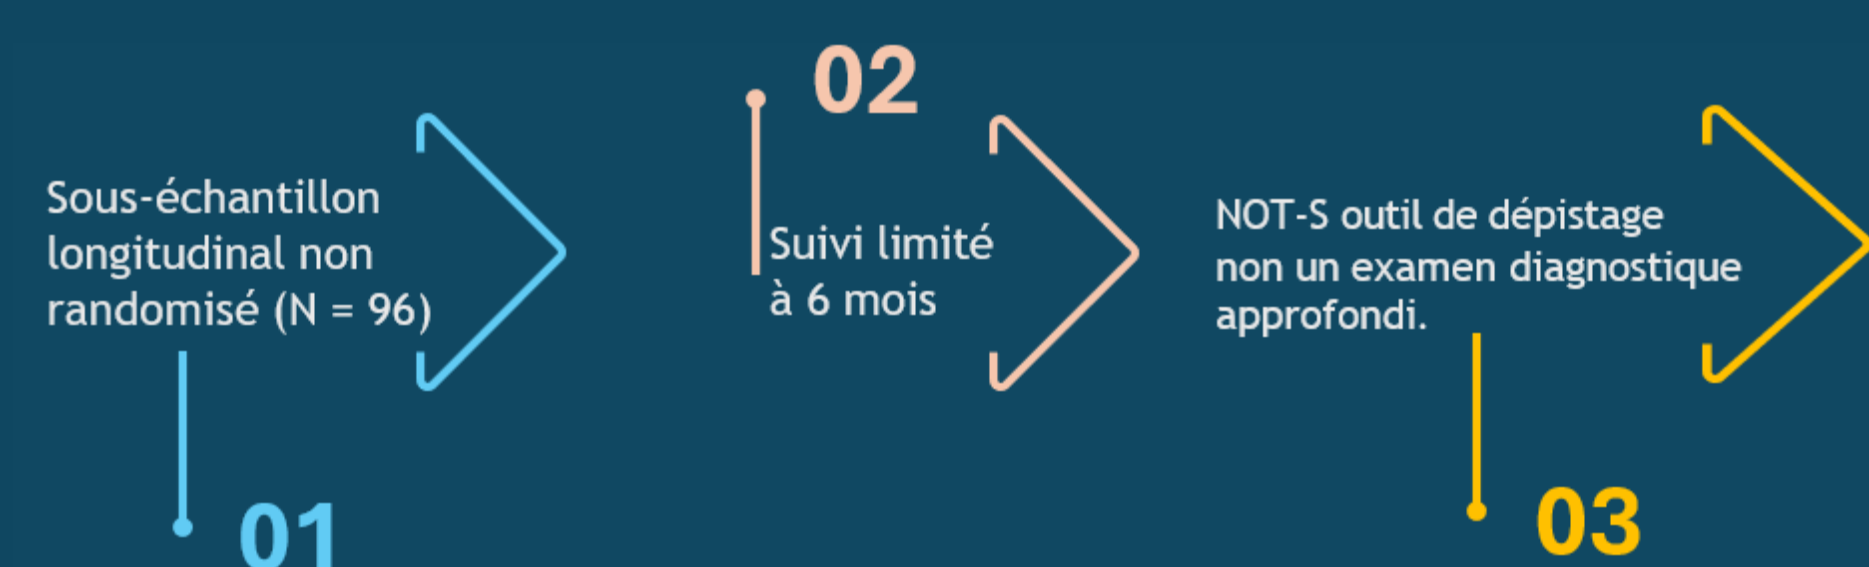 Sous-échantillon
longitudinal non
randomisé (N = 96)
01
02
Suivi limité
à 6 mois
NOT-S outil de dépistage
non un examen diagnostique
approfondi.
03